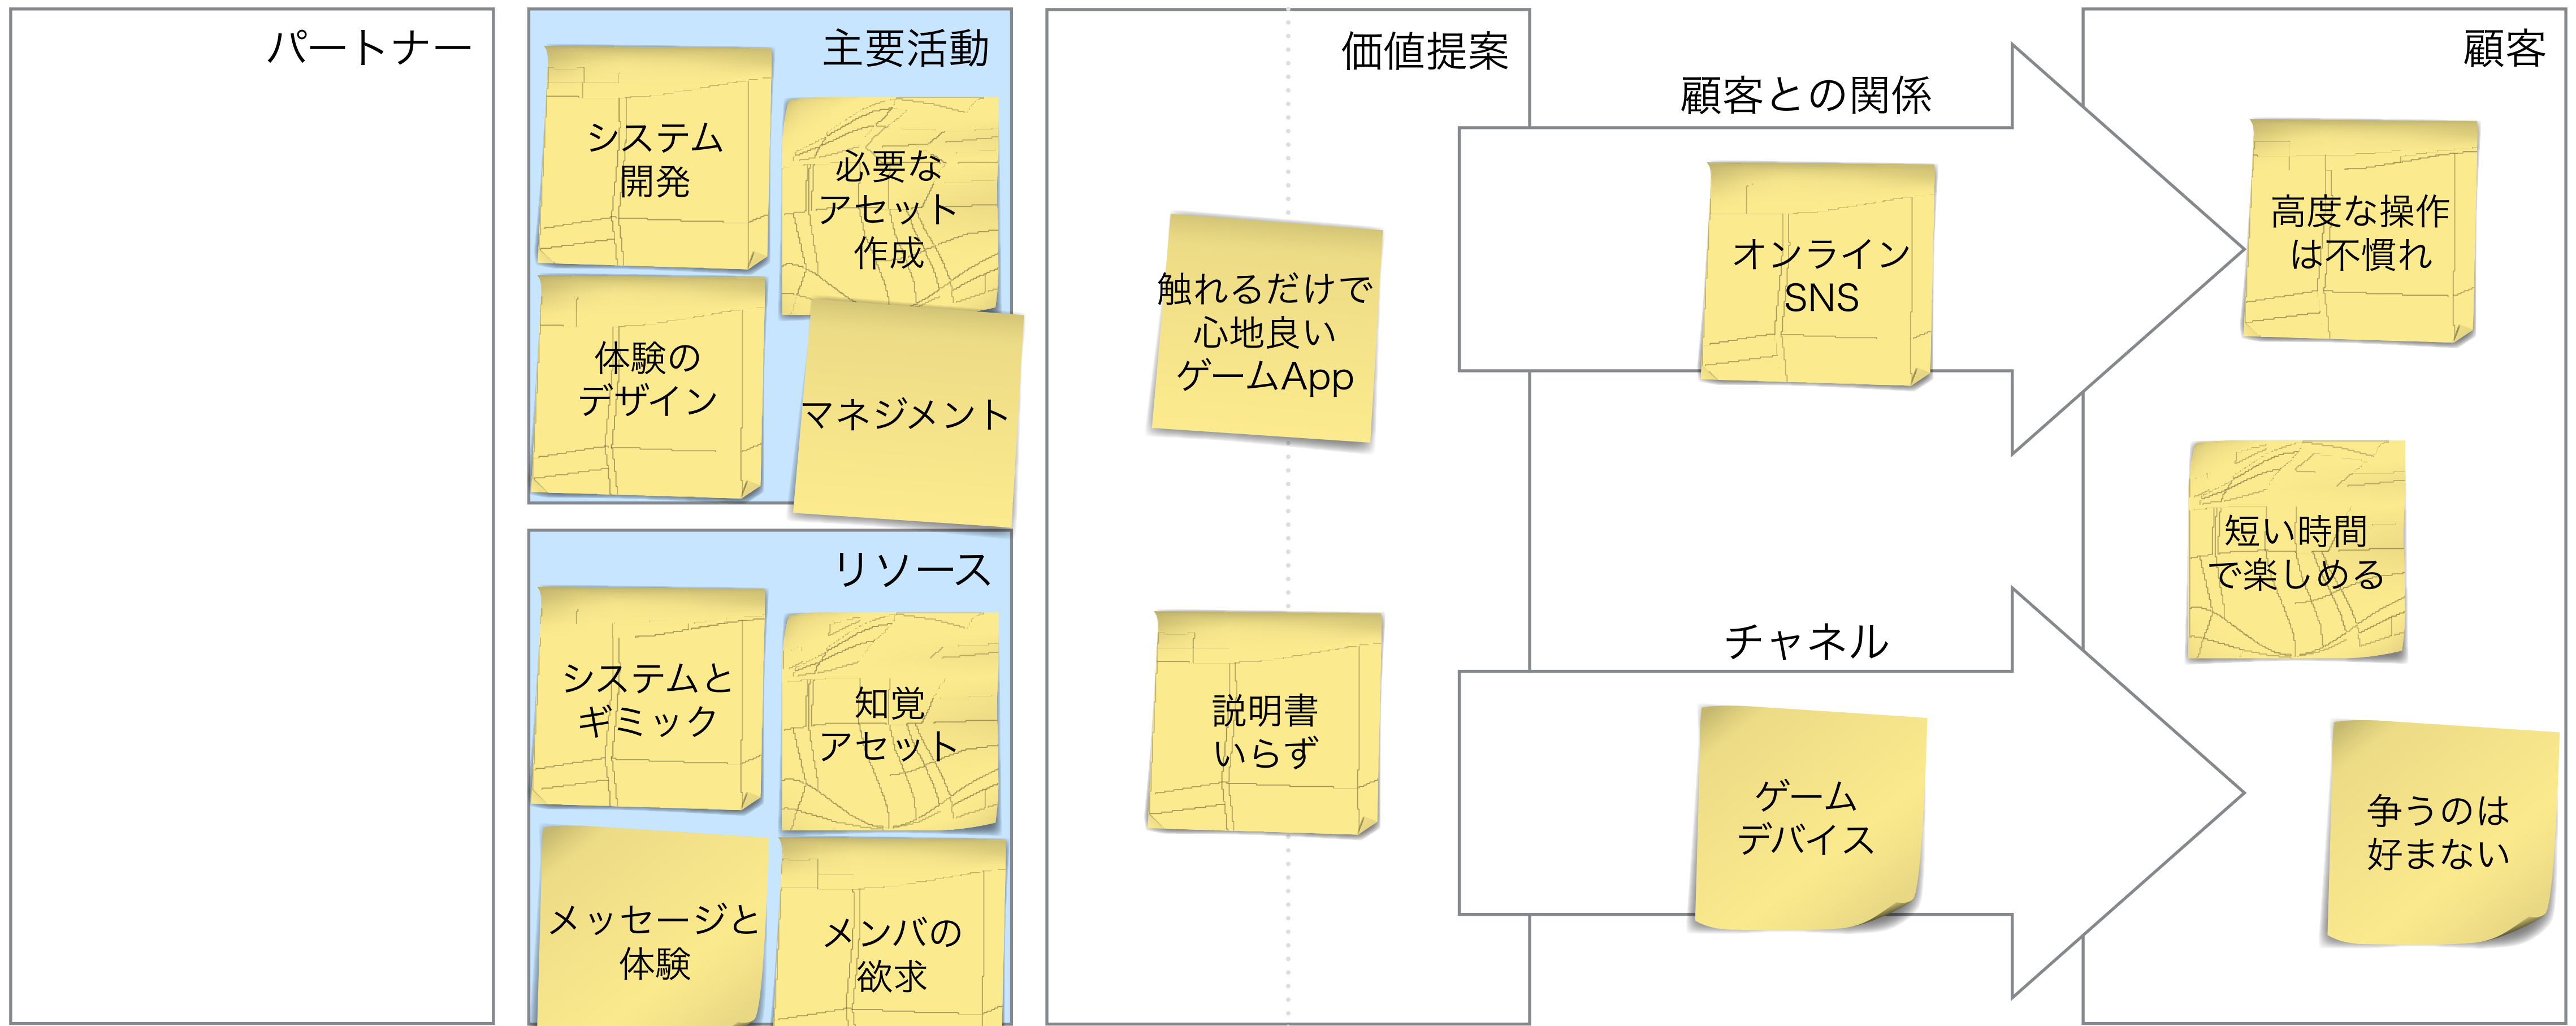 パートナー
主要活動
システム
開発
必要な
アセット
作成
体験の
デザイン
マネジメント
リソース
システムと
ギミック
知覚
アセット
メッセージと
体験
メンバの
欲求
価値提案
触れるだけで
心地良い
ゲームApp
説明書
いらず
顧客との関係
オンライン
SNS
チャネル
ゲーム
デバイス
顧客
高度な操作
は不慣れ
短い時間
で楽しめる
争うのは
好まない